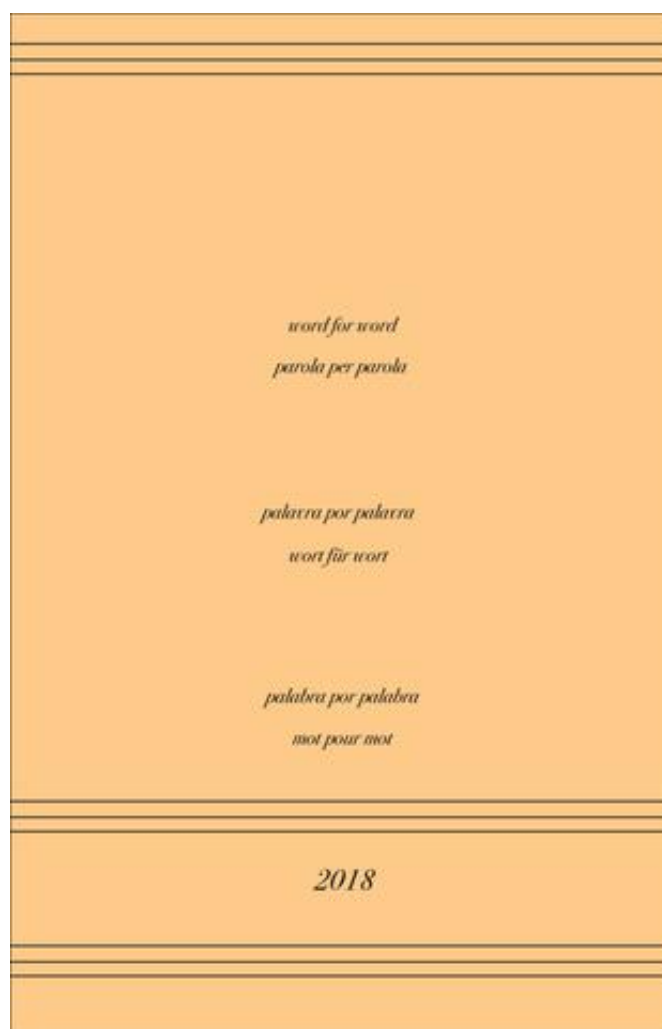 word for word
parola per parola
palavra por palavra
wort für wort
palabra por palabra
mot pour mot
2018